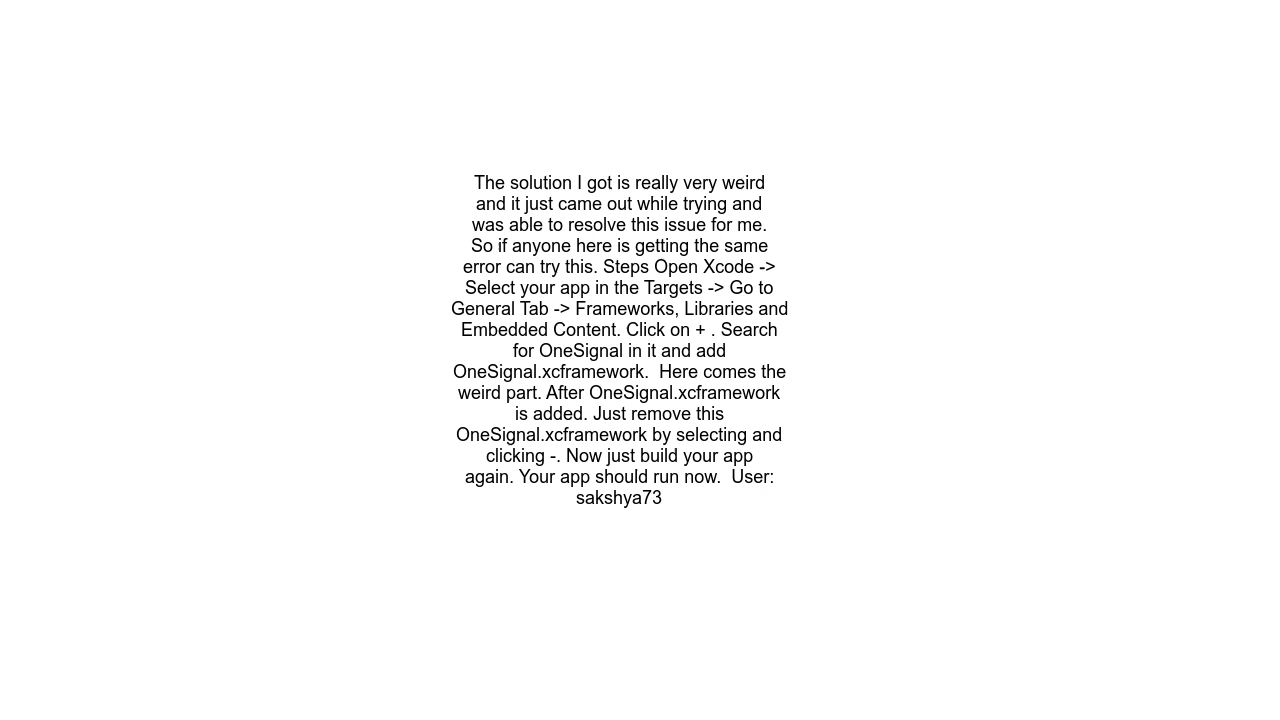 The solution I got is really very weird
and it just came out while trying and
was able to resolve this issue for me.
So if anyone here is getting the same
error can try this. Steps Open Xcode ->
Select your app in the Targets -> Go to
General Tab -> Frameworks, Libraries and
Embedded Content. Click on + . Search
for OneSignal in it and add
OneSignal.xcframework.  Here comes the
weird part. After OneSignal.xcframework
is added. Just remove this
OneSignal.xcframework by selecting and
clicking -. Now just build your app
again. Your app should run now.  User:
sakshya73